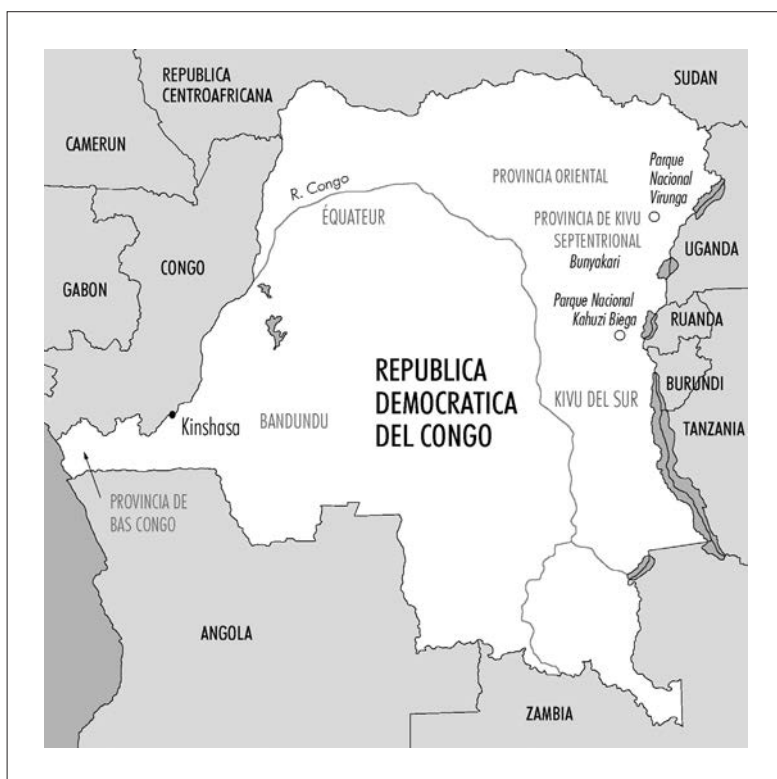 REPUBLICA
CENTROAFRICANA
SUDAN
CAMERUN
Parque
Nacional
Virunga
PROVINCIA ORIENTAL
R. Congo
ÉQUATEUR
PROVINCIA DE KIVU
SEPTENTRIONAL
Bunyakari
UGANDA
CONGO
GABON
Parque Nacional
Kahuzi Biega
RUANDA
REPUBLICA
DEMOCRATICA
DEL CONGO
BURUNDI
KIVU DEL SUR
Kinshasa
BANDUNDU
TANZANIA
PROVINCIA DE
BAS CONGO
ANGOLA
ZAMBIA